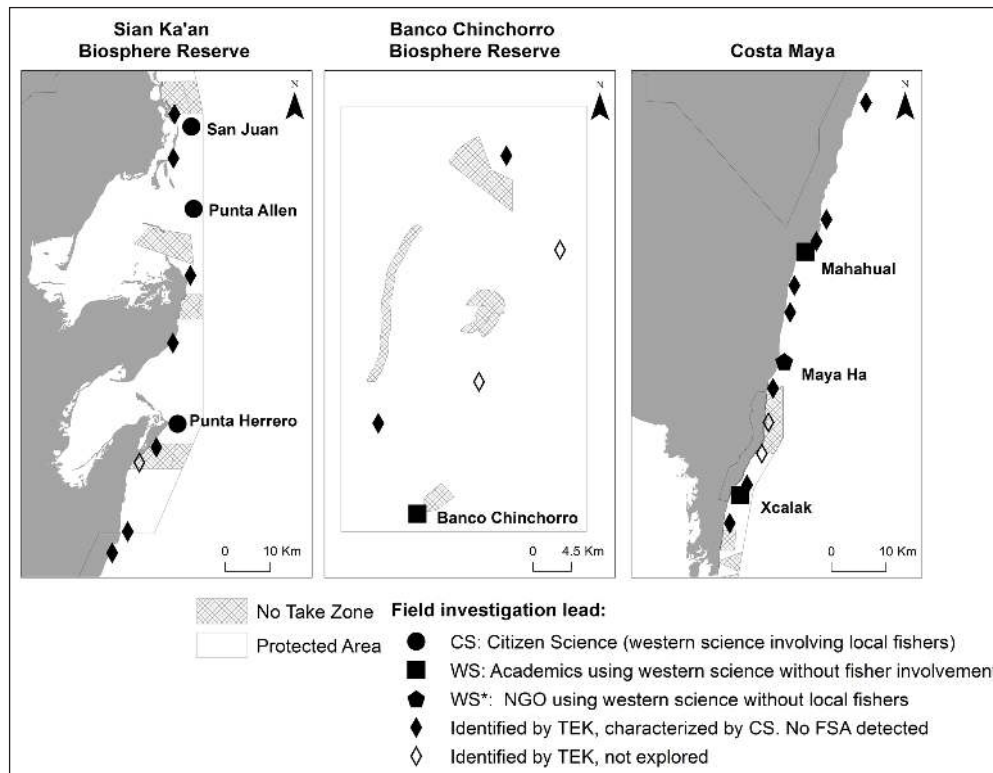 Sian Ka'an
Biosphere Reserve
Banco Chinchorro
Biosphere Reserve
Costa Maya
N
San Juan
Punta Allen
Punta Herrero
0 10 Km
N
Banco Chinchorro
0 4.5 Km
N
Mahahual
Maya Ha
Xcalak
0 10 Km
No Take Zone
Protected Area
Field investigation lead:
CS: Citizen Science (western science involving local fishers)
WS: Academics using western science without fisher involvement
WS*: NGO using western science without local fishers
Identified by TEK, characterized by CS. No FSA detected
Identified by TEK, not explored